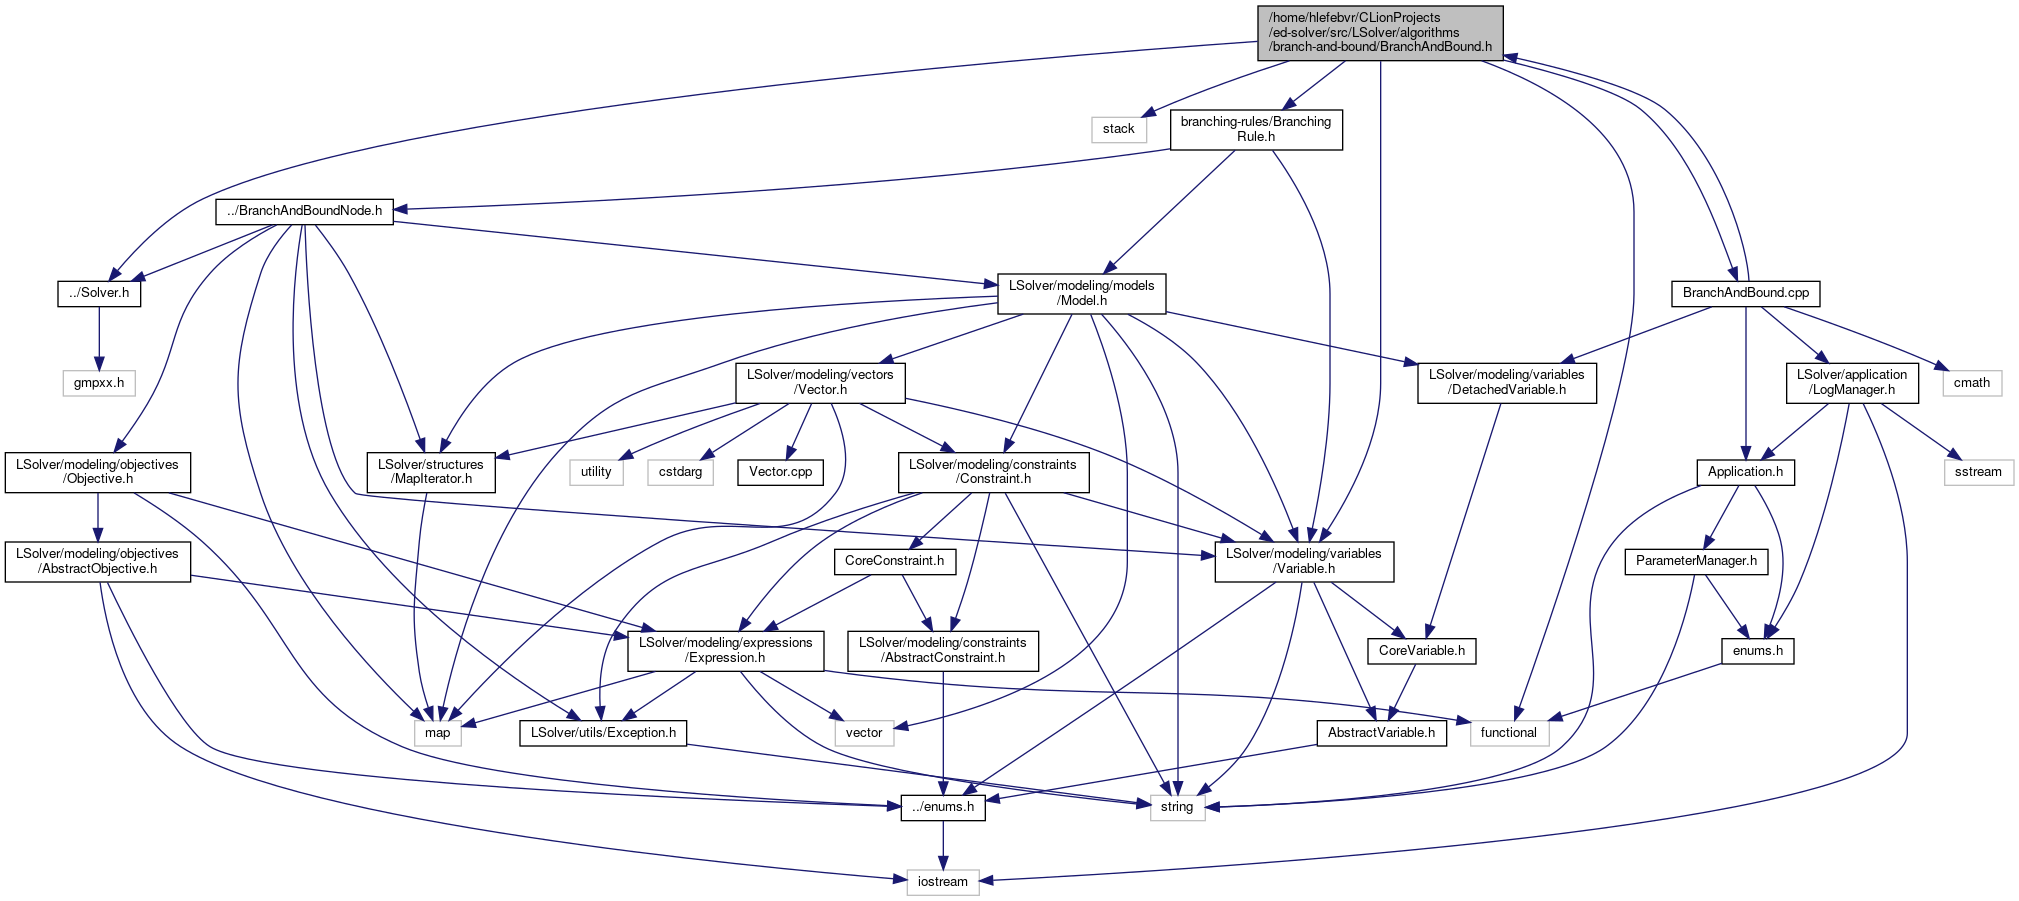 /home/hlefebvr/CLionProjects
/ed-solver/src/LSolver/algorithms
/branch-and-bound/BranchAndBound.h
stack
branching-rules/Branching
Rule.h
../BranchAndBoundNode.h
../Solver.h
LSolver/modeling/models
/Model.h
BranchAndBound.cpp
gmpxx.h
LSolver/modeling/vectors
/Vector.h
LSolver/modeling/variables
/DetachedVariable.h
LSolver/application
/LogManager.h
cmath
LSolver/modeling/objectives
/Objective.h
LSolver/structures
/MapIterator.h
utility
cstdarg
Vector.cpp
LSolver/modeling/constraints
/Constraint.h
Application.h
sstream
LSolver/modeling/objectives
/AbstractObjective.h
CoreConstraint.h
LSolver/modeling/variables
/Variable.h
ParameterManager.h
LSolver/modeling/expressions
/Expression.h
LSolver/modeling/constraints
/AbstractConstraint.h
CoreVariable.h
enums.h
map
LSolver/utils/Exception.h
vector
AbstractVariable.h
functional
../enums.h
string
iostream